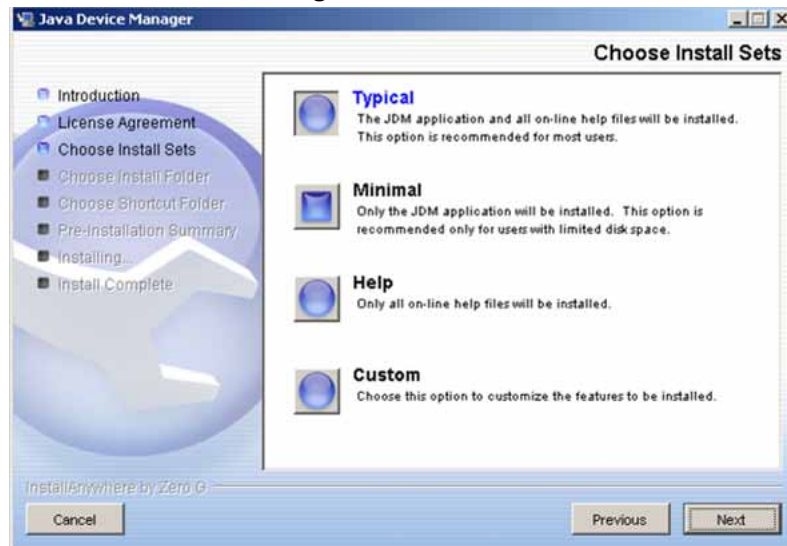 Java Device Manager
Choose Install Sets
Introduction
License Agreement
Choose Install Sets
Choose Install Folder
Choose Shortcut Folder
Pre-Installation Summary
Installing...
Install Complete
Typical
The JDM application and all on-line help files will be installed.
This option is recommended for most users.
Minimal
Only the JDM application will be installed. This option is
recommended only for users with limited disk space.
Help
Only all on-line help files will be installed.
Custom
Choose this option to customize the features to be installed.
InstallAnywhere by Zero G
Cancel
Previous
Next